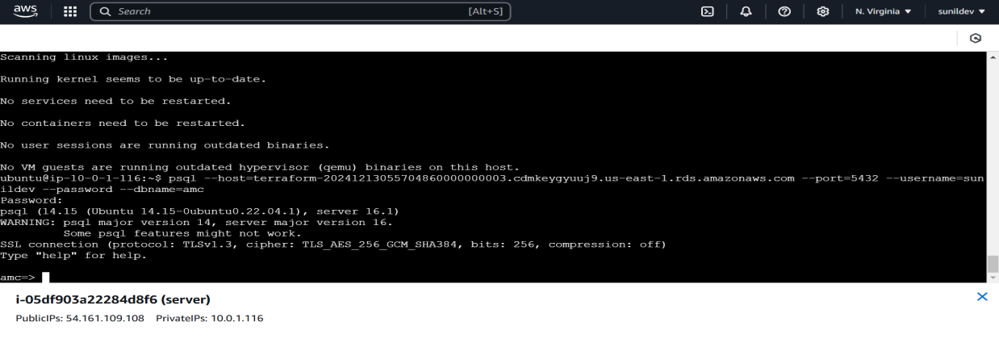 aws
Search [Alt+S]
N. Virginia ▼ sunildev ▼
Scanning linux images...
Running kernel seems to be up-to-date.
No services need to be restarted.
No containers need to be restarted.
No user sessions are running outdated binaries.
No VM guests are running outdated hypervisor (qemu) binaries on this host.
ubuntu@ip-10-0-1-116:~$ psql --host=terraform-20241213055704860000000003.cdmkeygyuuj9.us-east-1.rds.amazonaws.com --port=5432 --username=sun
ildev --password --dbname=amc
Password:
psql (14.15 (Ubuntu 14.15-0ubuntu0.22.04.1), server 16.1)
WARNING: psql major version 14, server major version 16.
Some psql features might not work.
SSL connection (protocol: TLSv1.3, cipher: TLS_AES_256_GCM_SHA384, bits: 256, compression: off)
Type "help" for help.
amc=>
i-05df903a22284d8f6 (server)
PublicIPs: 54.161.109.108 PrivateIPs: 10.0.1.116